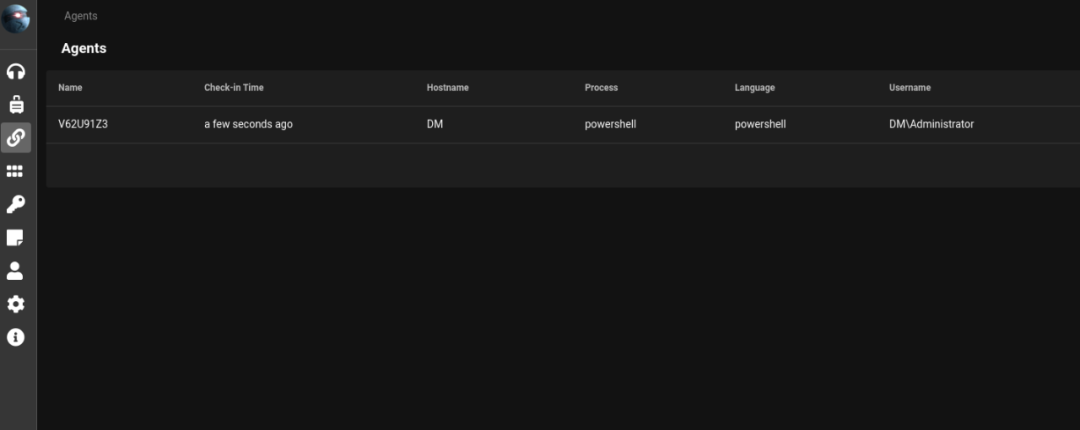 Agents
Agents
Name Check-in Time Hostname Process Language Username
V62U91Z3 a few seconds ago DM powershell powershell DM\Administrator